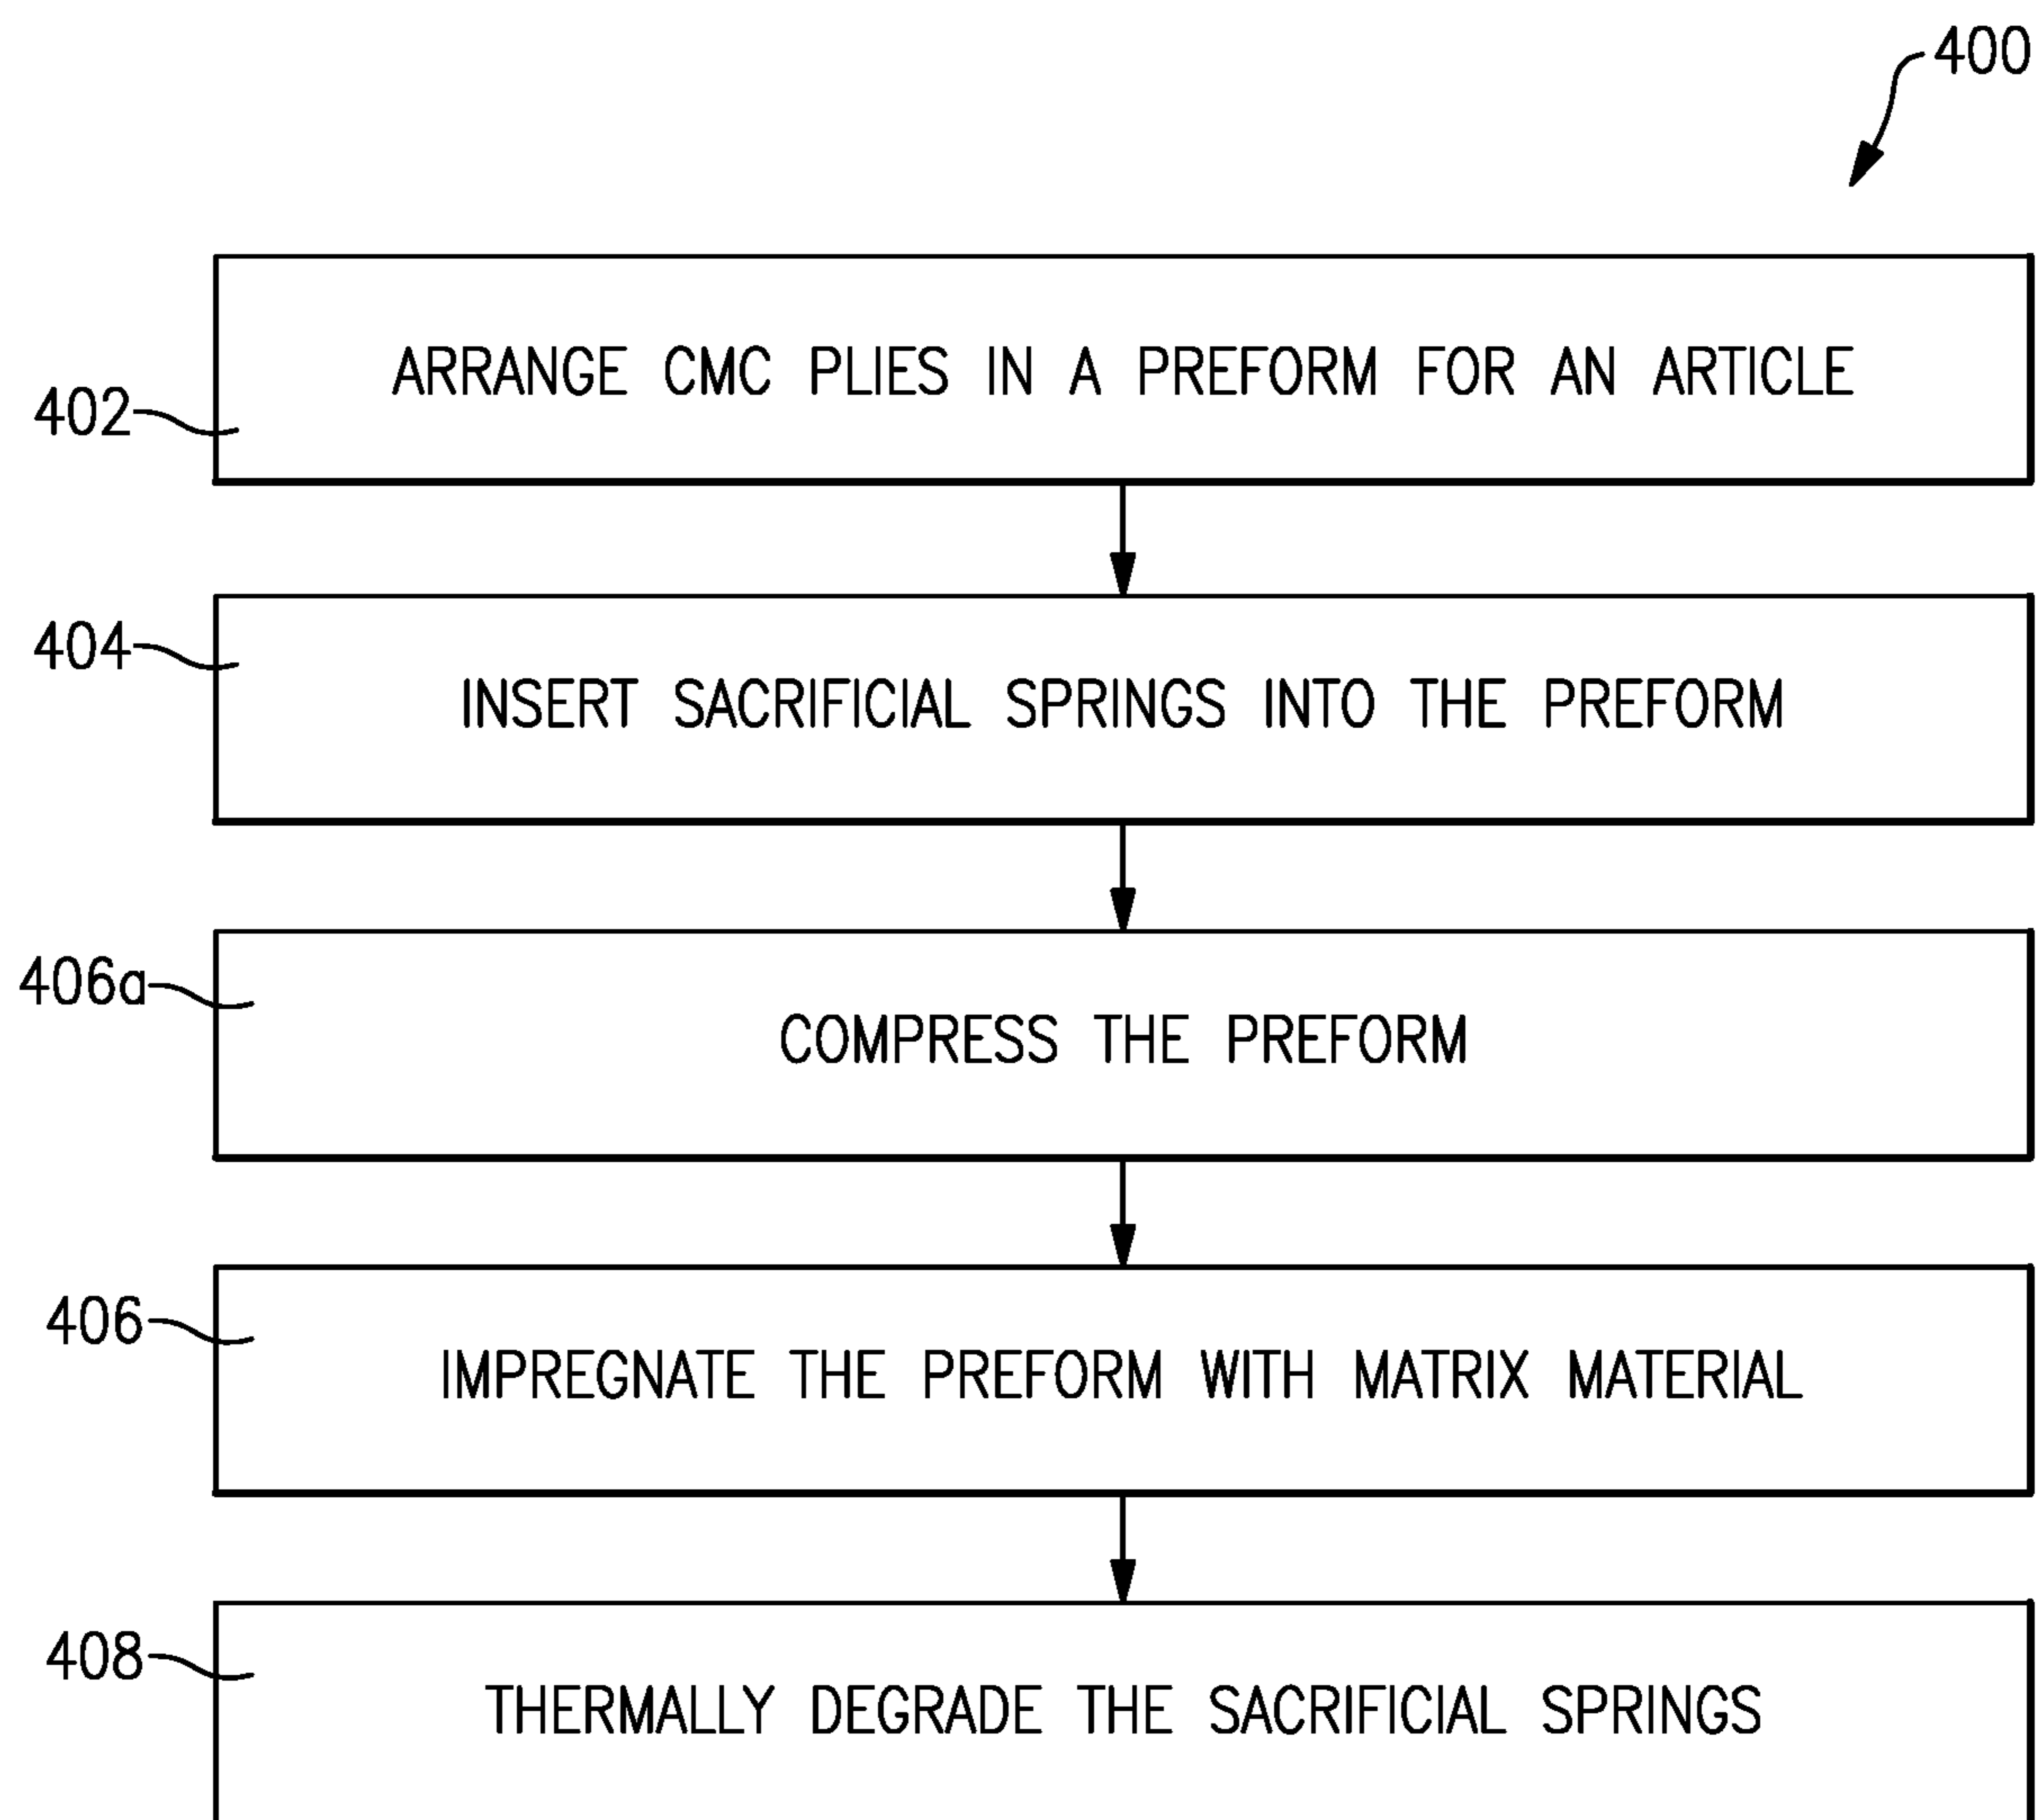 400
402
ARRANGE CMC PLIES IN A PREFORM FOR AN ARTICLE
404
INSERT SACRIFICIAL SPRINGS INTO THE PREFORM
406a
COMPRESS THE PREFORM
406
IMPREGNATE THE PREFORM WITH MATRIX MATERIAL
408
THERMALLY DEGRADE THE SACRIFICIAL SPRINGS